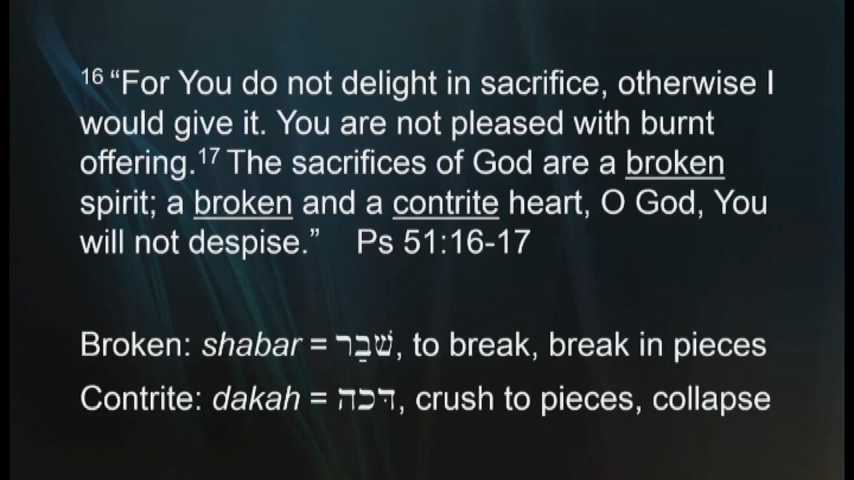 16 “For You do not delight in sacrifice, otherwise I
would give it. You are not pleased with burnt
offering.17 The sacrifices of God are a broken
spirit; a broken and a contrite heart, O God, You
will not despise.” Ps 51:16-17
Broken: shabar = שׁבַר, to break, break in pieces
Contrite: dakah = דּכה, crush to pieces, collapse